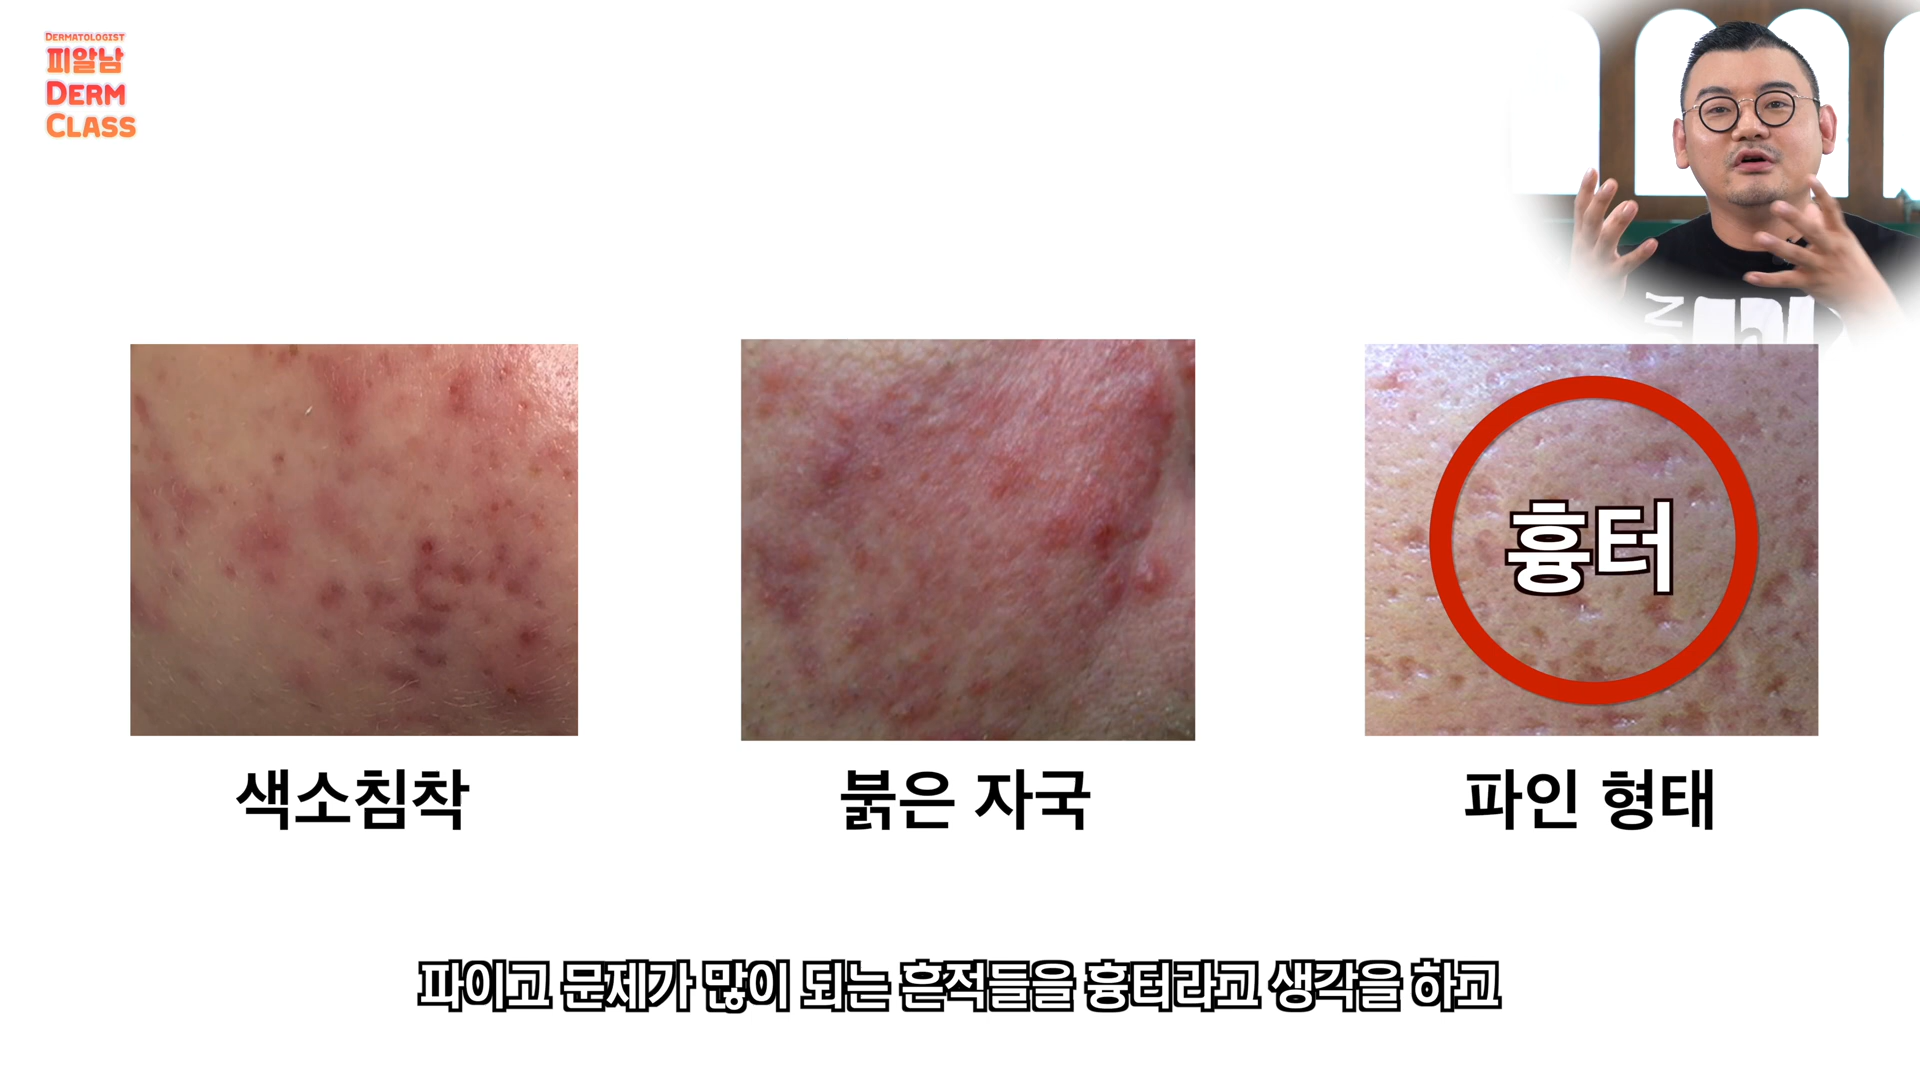 DERMATOLOGIST
피알남
DERM
CLASS
흉터
색소침착
붉은 자국
파인 형태
파이고 문제가 많이 되는 흔적들을 흉터라고 생각을 하고